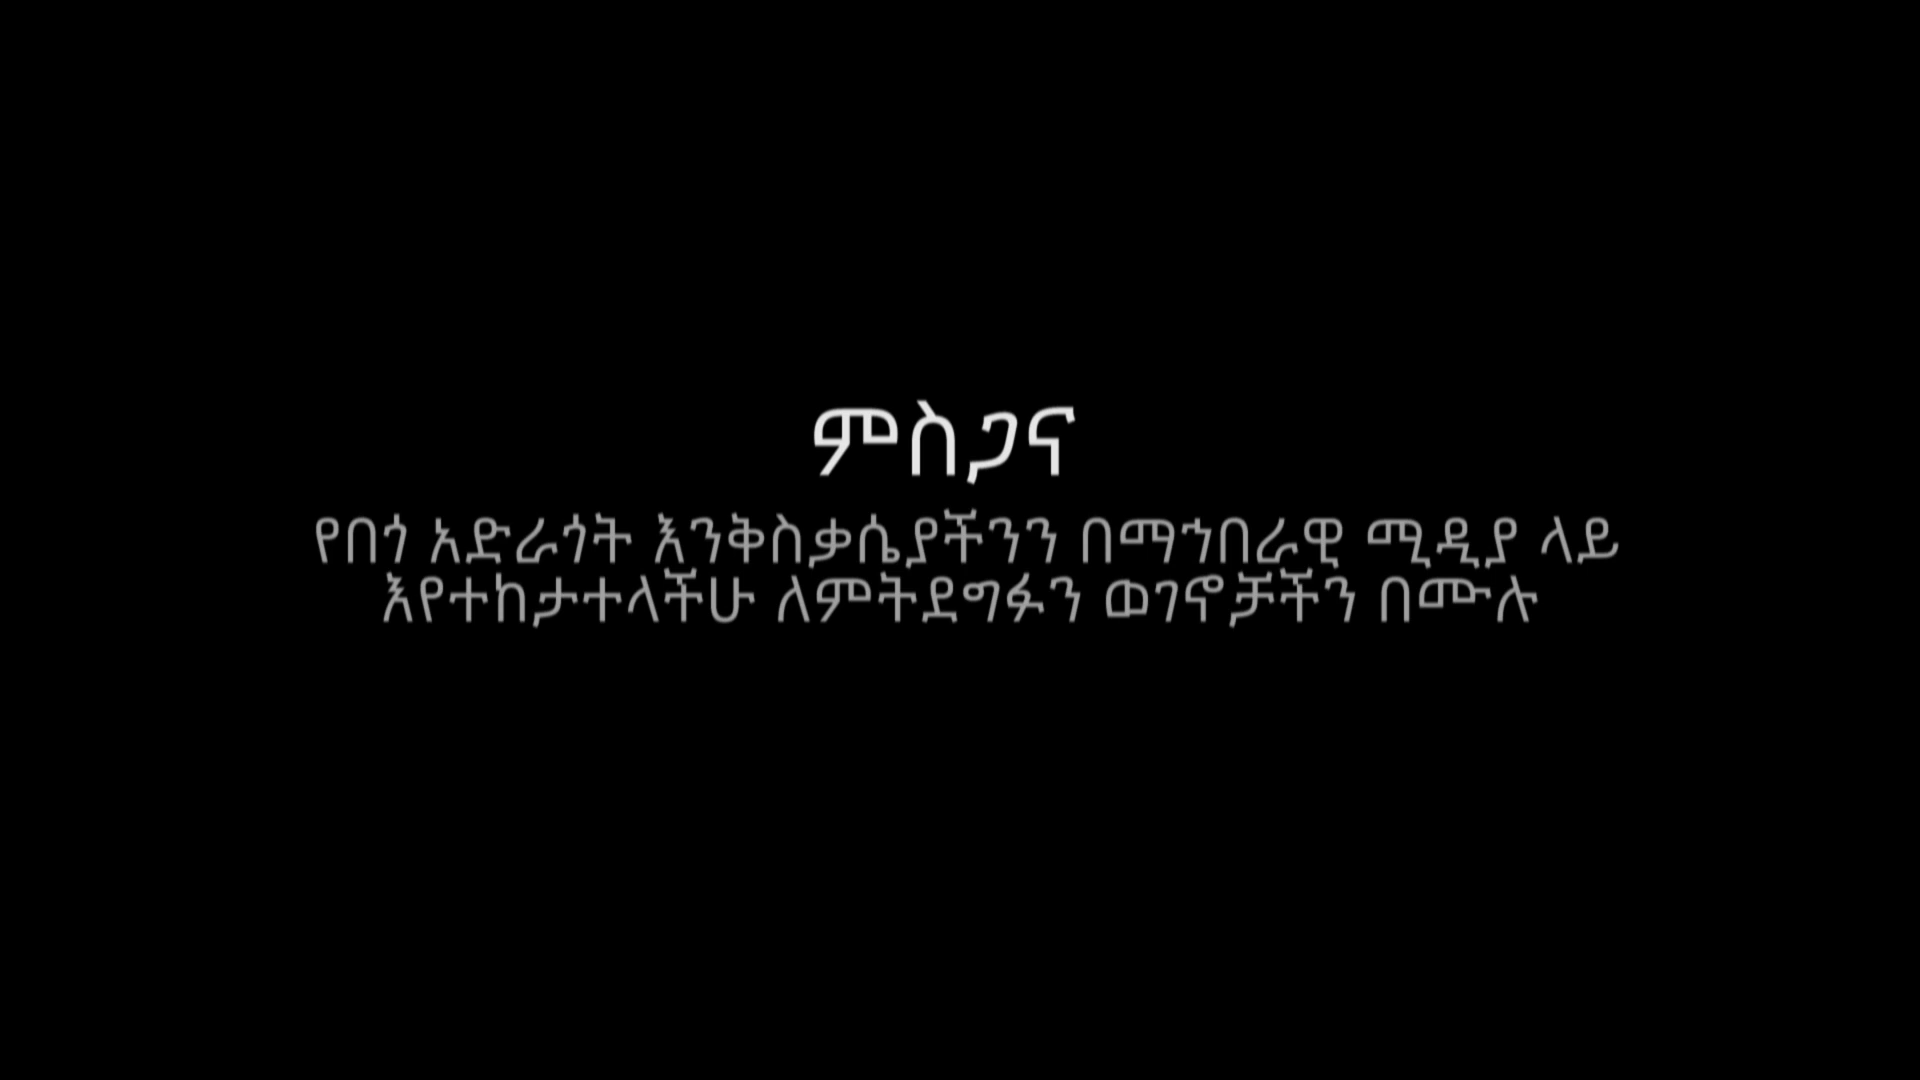 ምስጋና
የበጎ አድራጎት እንቅስቃሴያችንን በማኅበራዊ ሚዲያ ላይ
እየተከታተላችሁ ለምትደግፉን ወገኖቻችን በሙሉ